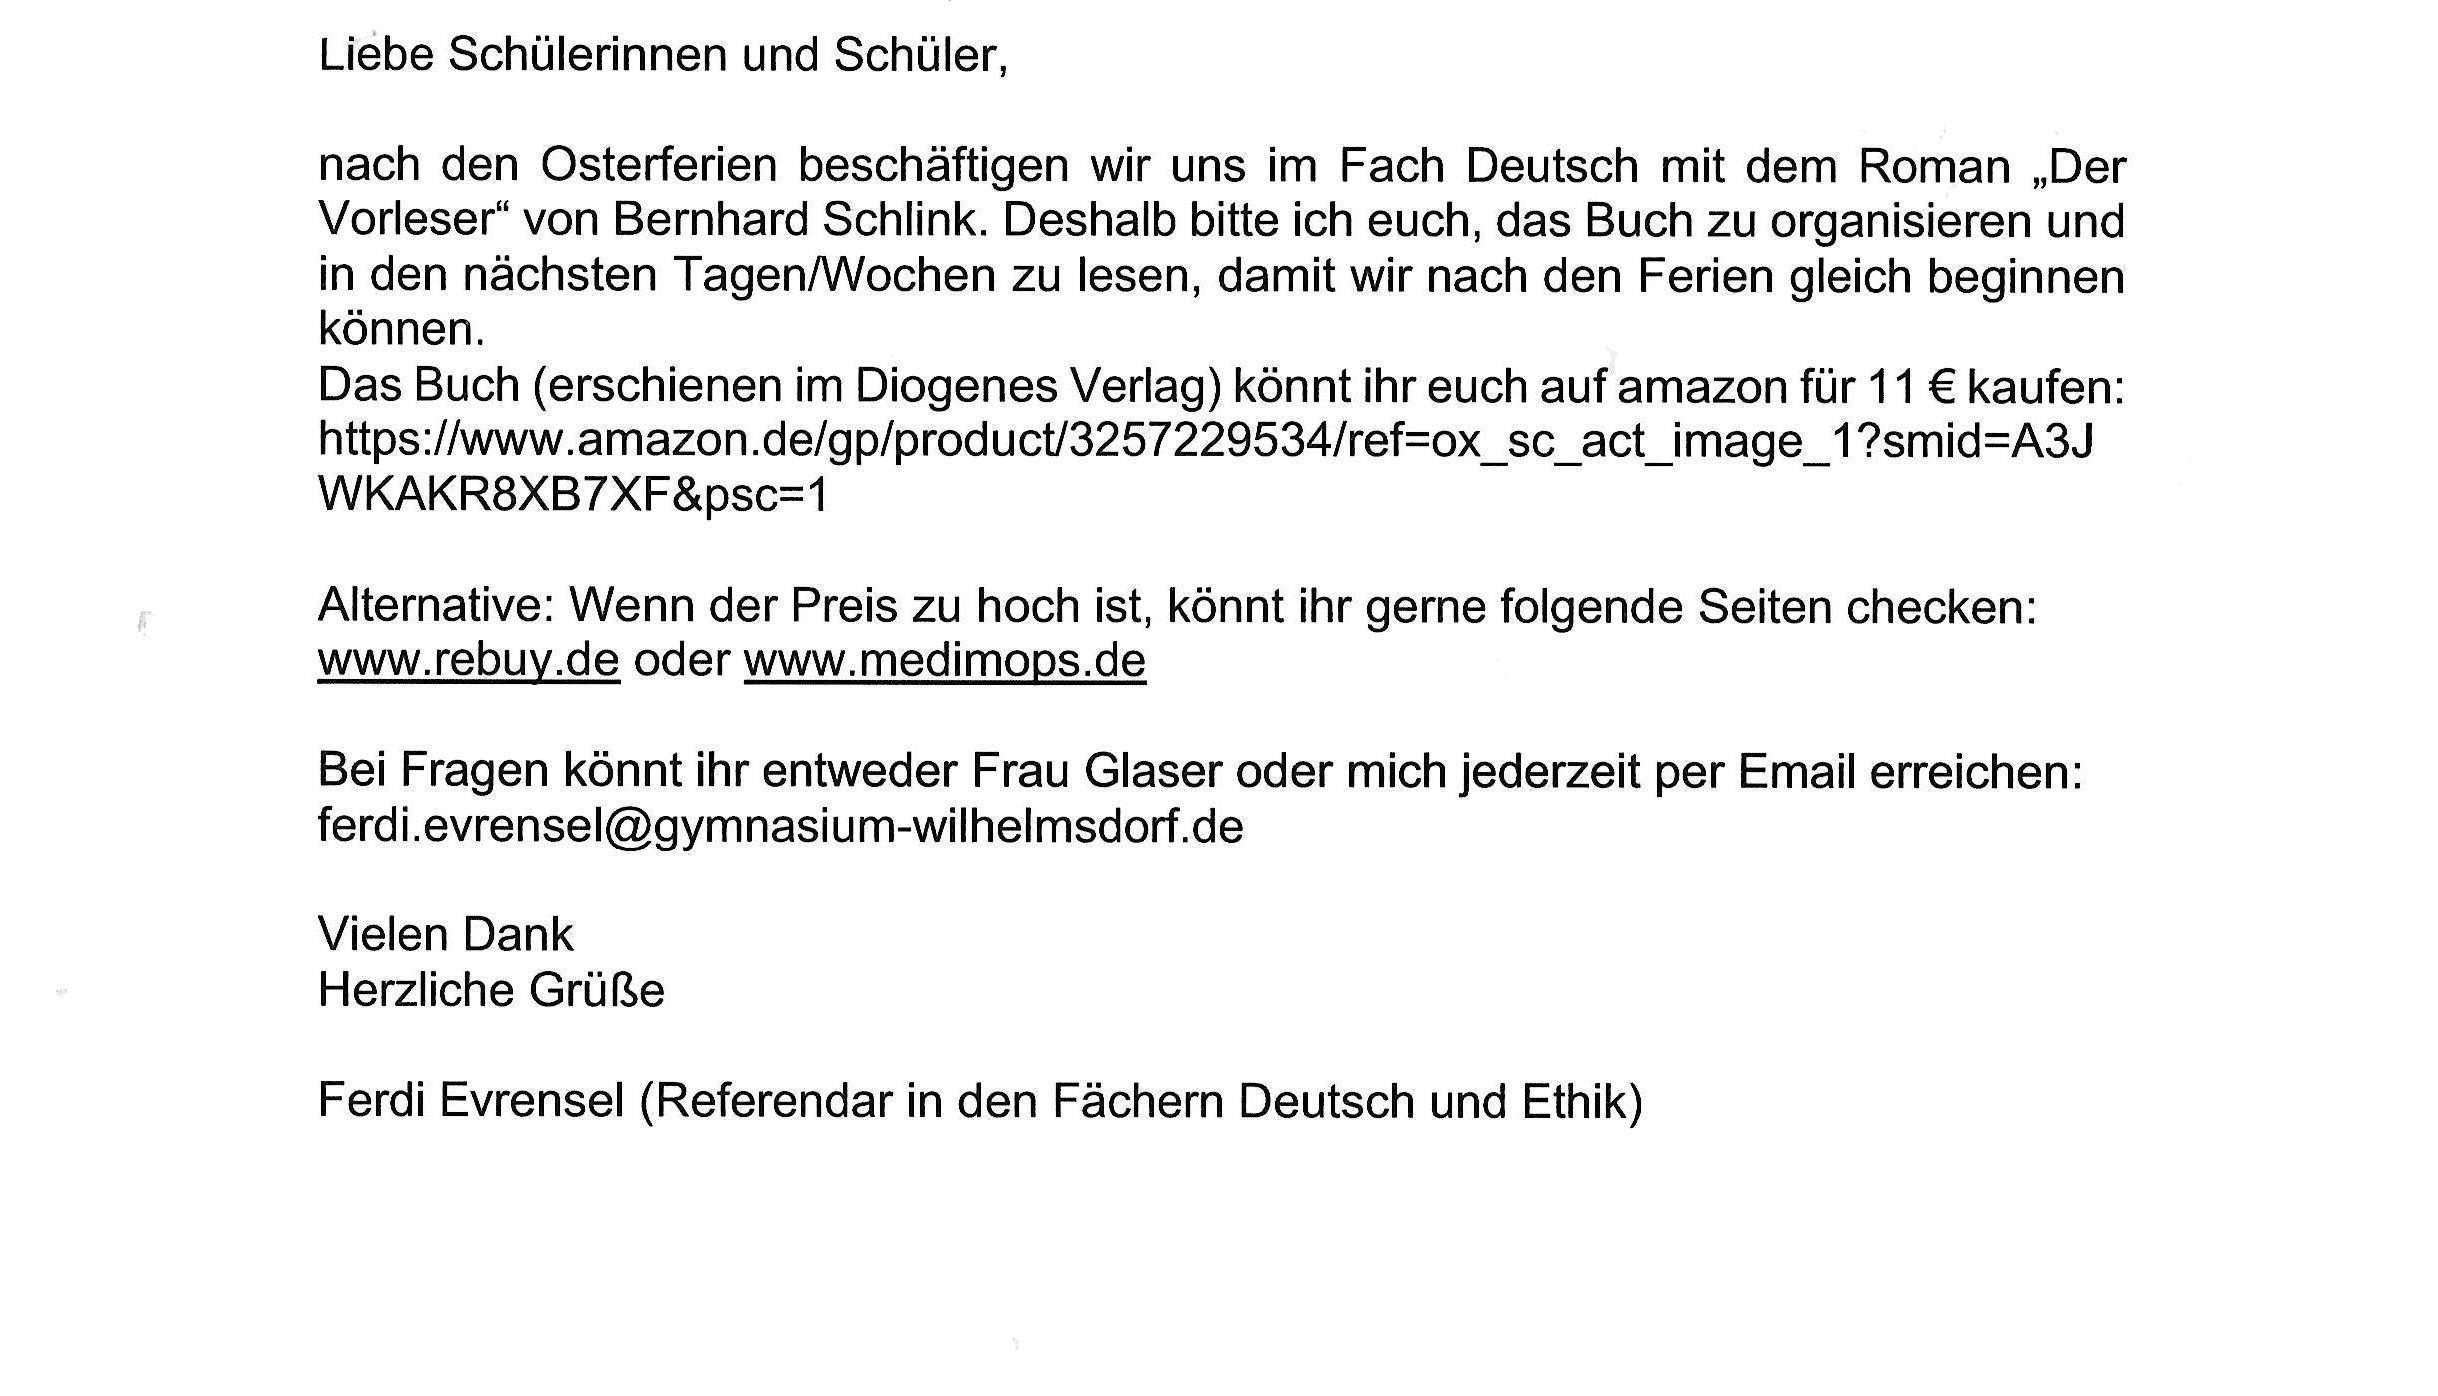 Liebe Schülerinnen und Schüler,
nach den Osterferien beschäftigen wir uns im Fach Deutsch mit dem Roman „Der
Vorleser“ von Bernhard Schlink. Deshalb bitte ich euch, das Buch zu organisieren und
in den nächsten Tagen/Wochen zu lesen, damit wir nach den Ferien gleich beginnen
können.
Das Buch (erschienen im Diogenes Verlag) könnt ihr euch auf amazon für 11 € kaufen:
https://www.amazon.de/gp/product/3257229534/ref=ox_sc_act_image_1?smid=A3J
WKAKR8XB7XF&psc=1
Alternative: Wenn der Preis zu hoch ist, könnt ihr gerne folgende Seiten checken:
www.rebuy.de oder www.medimops.de
Bei Fragen könnt ihr entweder Frau Glaser oder mich jederzeit per Email erreichen:
ferdi.evrensel@gymnasium-wilhelmsdorf.de
Vielen Dank
Herzliche Grüße
Ferdi Evrensel (Referendar in den Fächern Deutsch und Ethik)